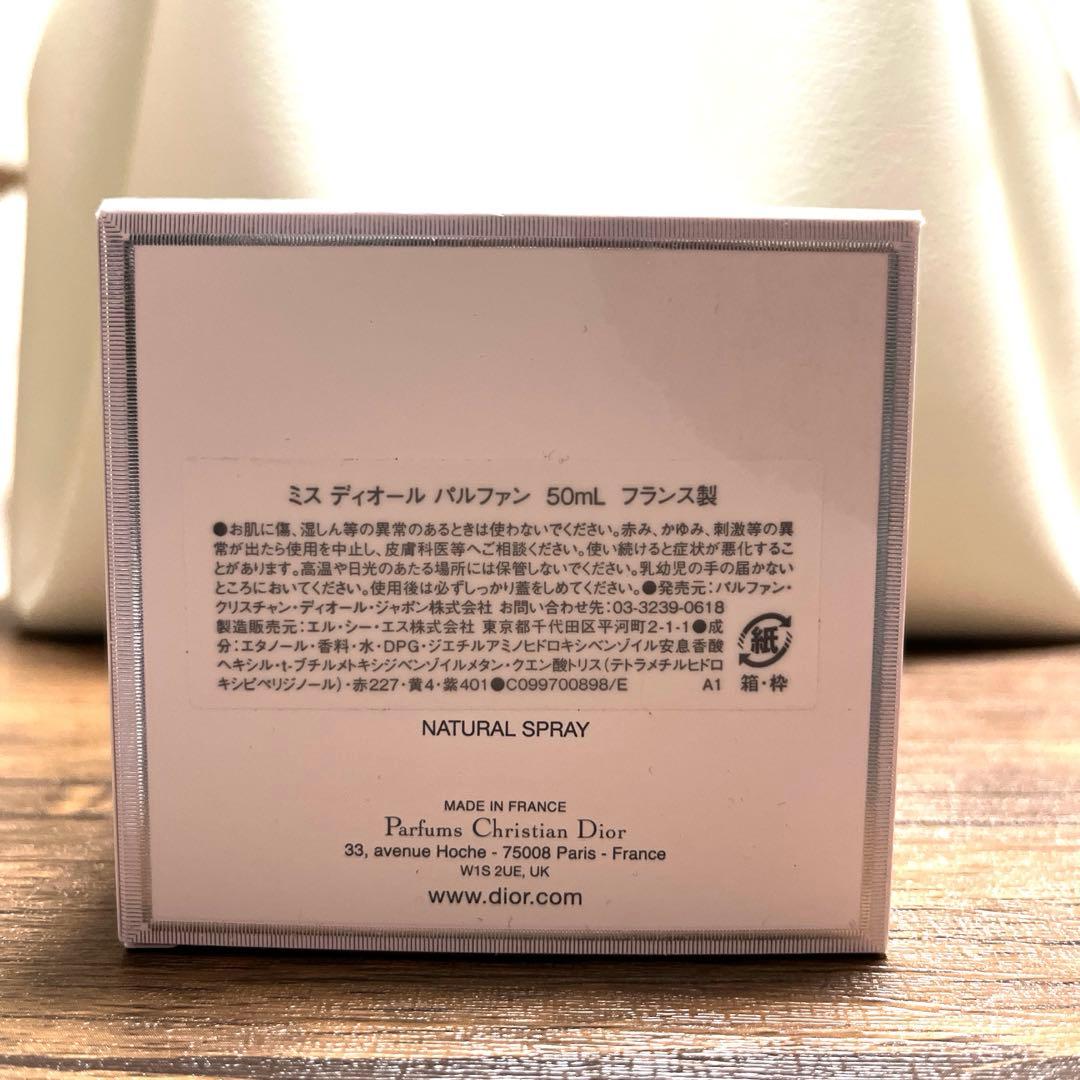 ミス ディオール パルファン 50mL フランス製
●お肌に傷、湿しん等の異常のあるときは使わないでください。赤み、かゆみ、刺激等の異
常が出たら使用を中止し、皮膚科医等へご相談ください。使い続けると症状が悪化するこ
とがあります。高温や日光のあたる場所には保管しないでください。乳幼児の手の届かない
ところにおいてください。使用後は必ずしっかり蓋をしめてください。●発売元：パルファン・
クリスチャン・ディオール・ジャポン株式会社 お問い合わせ先：03-3239-0618
製造販売元：エル・シー・エス株式会社 東京都千代田区平河町2-1-1●成
分：エタノール・香料・水・DPG・ジエチルアミノヒドロキシベンゾイル安息香酸
ヘキシル・t-ブチルメトキシジベンゾイルメタン・クエン酸トリス（テトラメチルヒドロ
キシピペリジノール）・赤227・黄4・紫401●C099700898/E A1
紙
箱・枠
NATURAL SPRAY
MADE IN FRANCE
Parfums Christian Dior
33, avenue Hoche - 75008 Paris - France
W1S 2UE, UK
www.dior.com